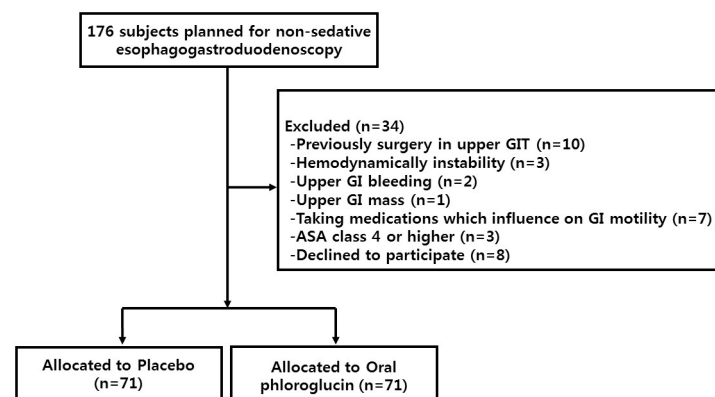 176 subjects planned for non-sedative
esophagogastroduodenoscopy
Excluded (n=34)
-Previously surgery in upper GIT (n=10)
-Hemodynamically instability (n=3)
-Upper GI bleeding (n=2)
-Upper GI mass (n=1)
-Taking medications which influence on GI motility (n=7)
-ASA class 4 or higher (n=3)
-Declined to participate (n=8)
Allocated to Placebo
(n=71)
Allocated to Oral
phloroglucin (n=71)